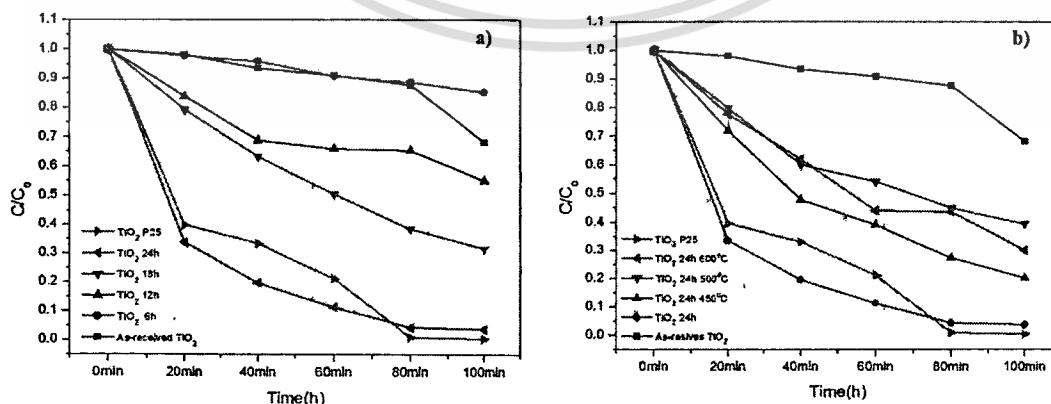 a)
1.1
1.0
0.9
0.8
0.7
0.6
0.5
0.4
0.3
0.2
0.1
0.0
C/C₀
TiO₂ P25
TiO₂ 24h
TiO₂ 18h
TiO₂ 12h
TiO₂ 6h
As-received TiO₂
0min 20min 40min 60min 80min 100min
Time(h)
b)
1.1
1.0
0.9
0.8
0.7
0.6
0.5
0.4
0.3
0.2
0.1
0.0
C/C₀
TiO₂ P25
TiO₂ 24h 600°C
TiO₂ 24h 500°C
TiO₂ 24h 450°C
TiO₂ 24h
As-resives TiO₂
0min 20min 40min 60min 80min 100min
Time(h)